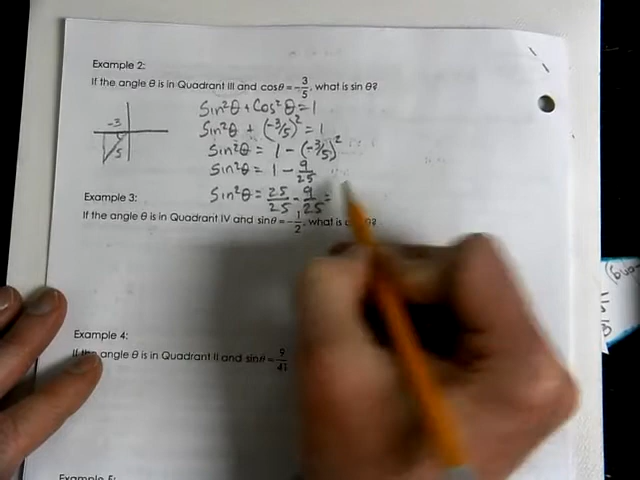 Example 2:
If the angle θ is in Quadrant III and cosθ = -3/5, what is sin θ?
Sin²θ + Cos²θ = 1
-3
Sin²θ + (-3/5)² = 1
5
Sin²θ = 1 - (-3/5)²
Sin²θ = 1 - 9/25
Sin²θ = 25/25 - 9/25 =
Example 3:
If the angle θ is in Quadrant IV and sinθ = -1/2, what is θ?
Example 4:
If the angle θ is in Quadrant II and sinθ = 9/41